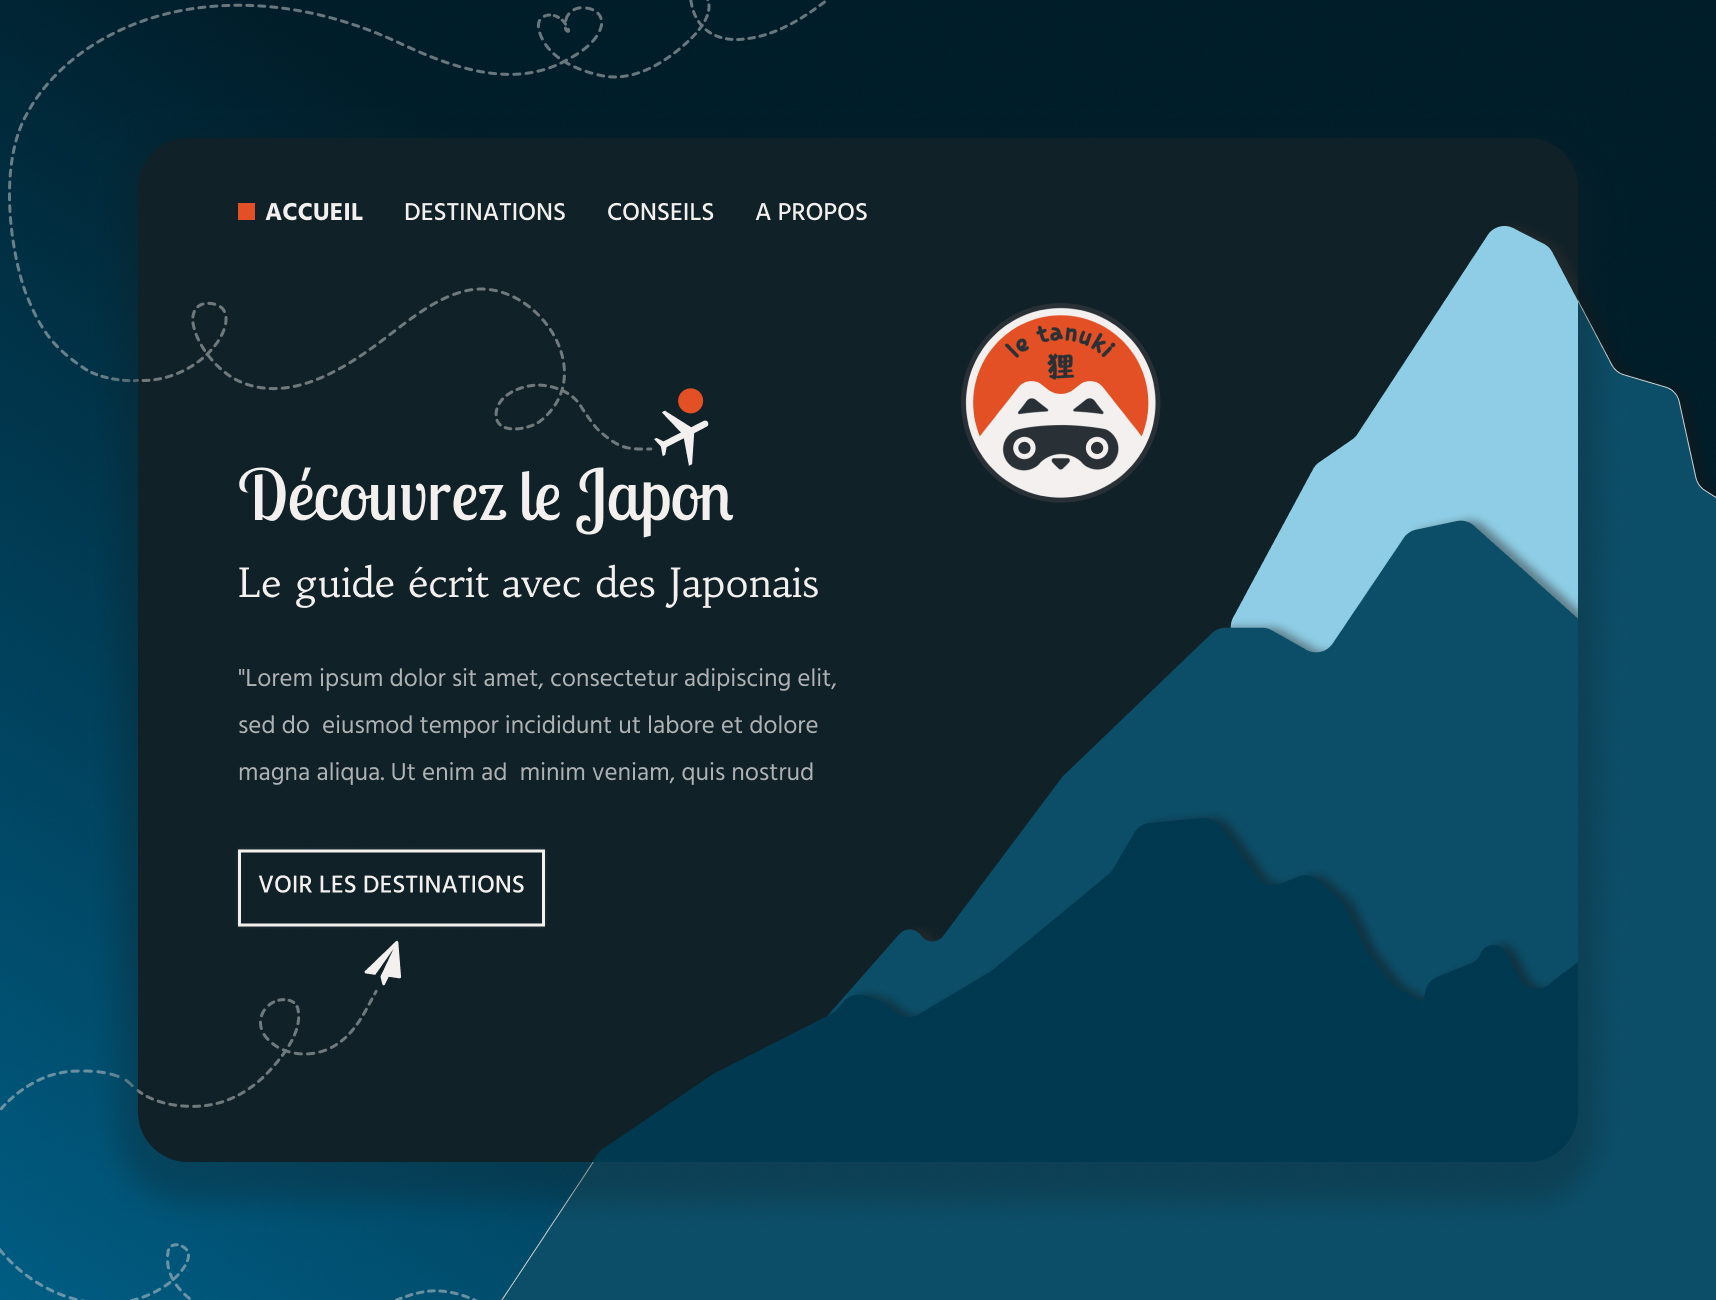 ACCUEIL DESTINATIONS CONSEILS A PROPOS
le tanuki
狸
Découvrez le Japon
Le guide écrit avec des Japonais
"Lorem ipsum dolor sit amet, consectetur adipiscing elit,
sed do  eiusmod tempor incididunt ut labore et dolore
magna aliqua. Ut enim ad  minim veniam, quis nostrud
VOIR LES DESTINATIONS